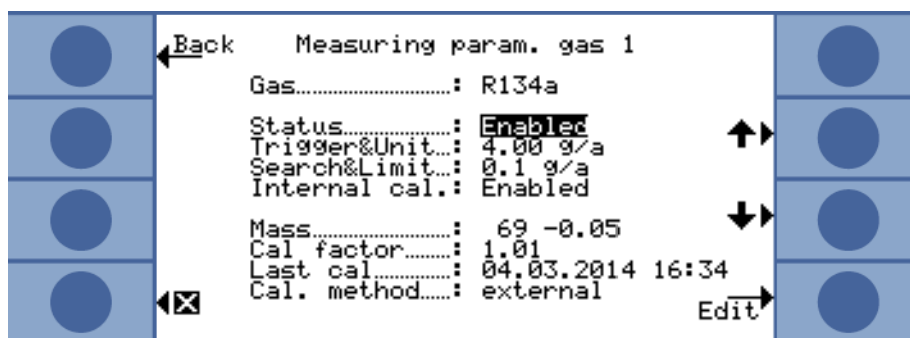 Back Measuring param. gas 1
Gas……………………: R134a
Status………………: Enabled
Trigger&Unit…: 4.00 g/a
Search&Limit…: 0.1 g/a
Internal cal.: Enabled
Mass…………………: 69 -0.05
Cal factor………: 1.01
Last cal……………: 04.03.2014 16:34
Cal. method……: external
Edit